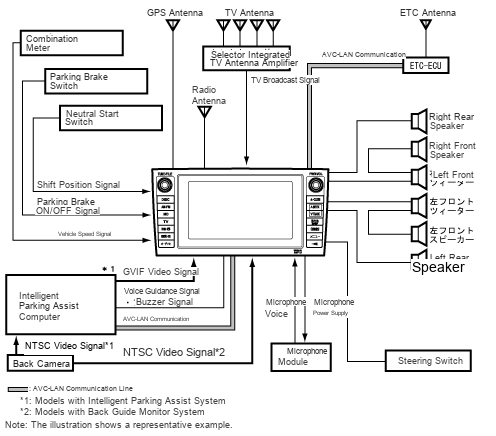 GPS Antenna
TV Antenna
ETC Antenna
Combination
Meter
Selector Integrated
TV Antenna Amplifier
AVC-LAN Communication
ETC-ECU
Parking Brake
Switch
TV Broadcast Signal
Radio
Antenna
Neutral Start
Switch
Right Rear
Speaker
Right Front
Speaker
Left Front
ツィーター
Shift Position Signal
Parking Brake
ON/OFF Signal
左フロント
ツィーター
Vehicle Speed Signal
左フロント
スピーカー
Left Rear
Speaker
* 1
GVIF Video Signal
Intelligent
Parking Assist
Computer
Voice Guidance Signal
・Buzzer Signal
AVC-LAN Communication
Microphone
Voice
Microphone
Power Supply
NTSC Video Signal*1
NTSC Video Signal*2
Back Camera
Microphone
Module
Steering Switch
: AVC-LAN Communication Line
*1: Models with Intelligent Parking Assist System
*2: Models with Back Guide Monitor System
Note: The illustration shows a representative example.